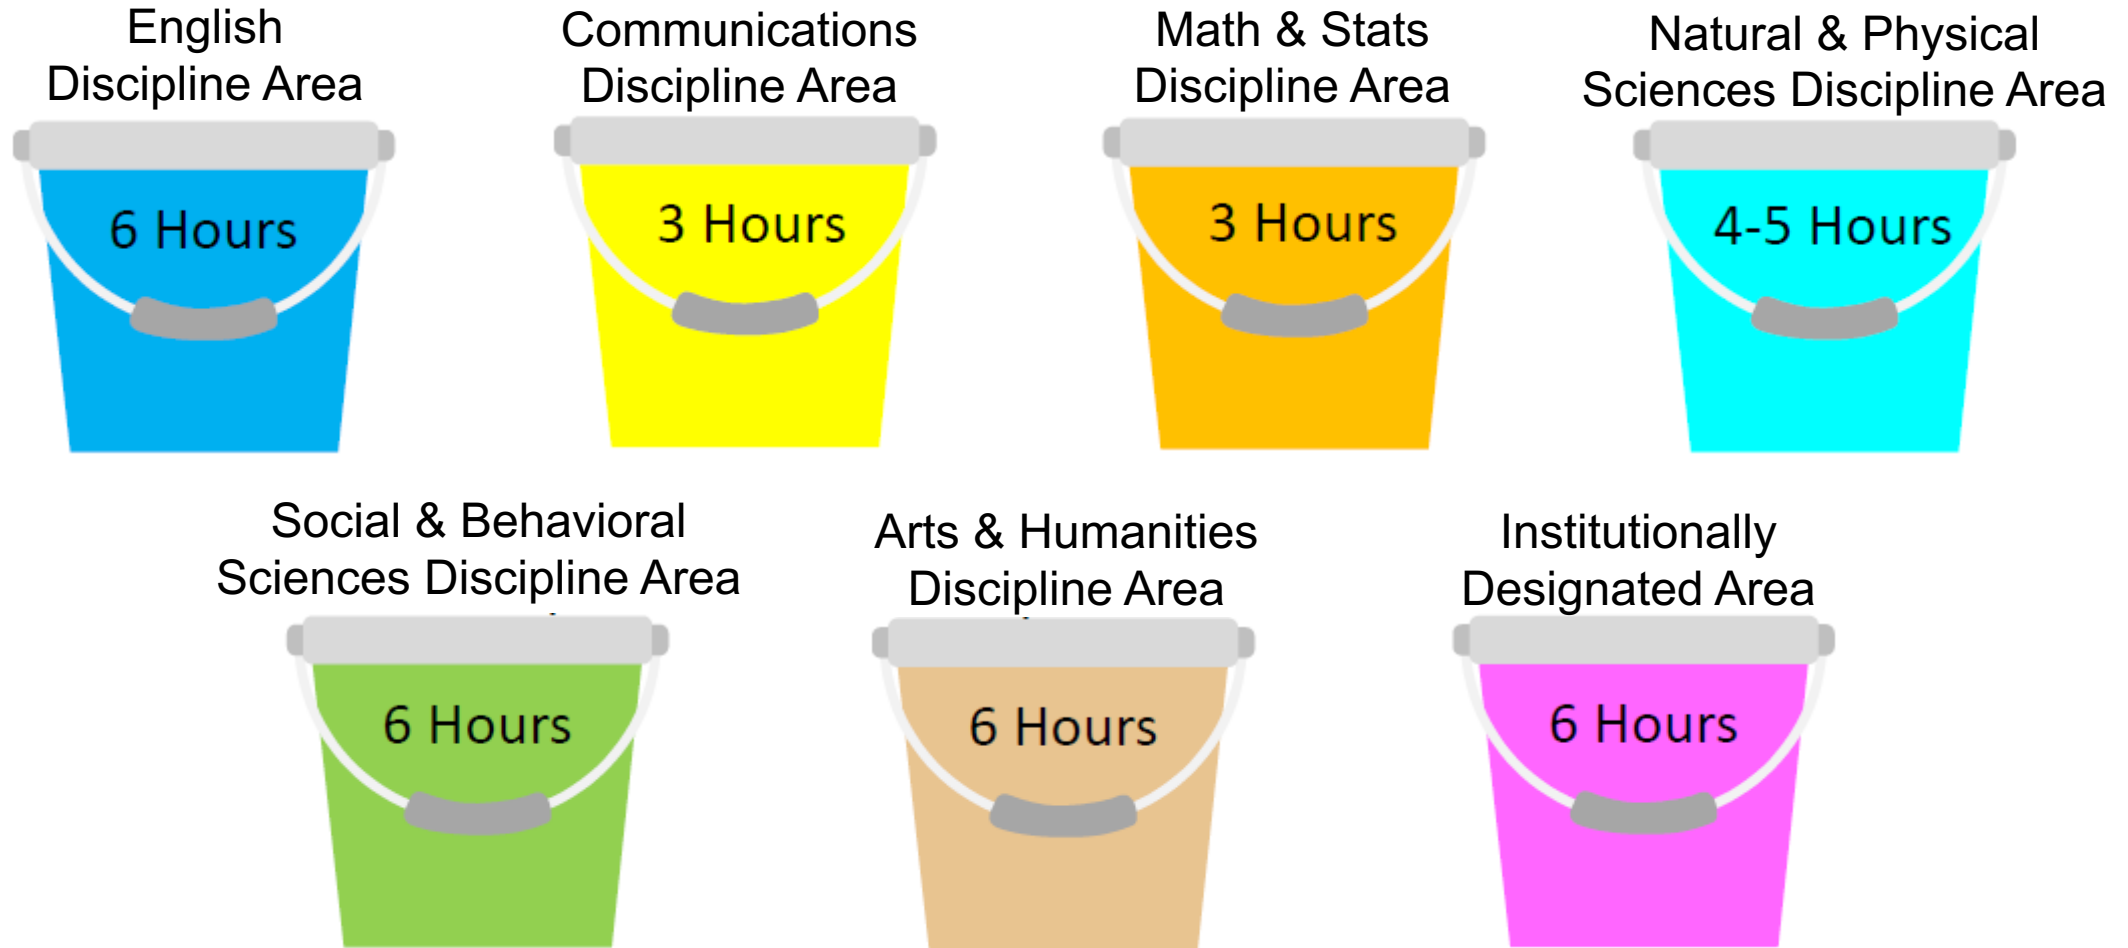 English
Discipline Area
6 Hours
Communications
Discipline Area
3 Hours
Math & Stats
Discipline Area
3 Hours
Natural & Physical
Sciences Discipline Area
4-5 Hours
Social & Behavioral
Sciences Discipline Area
6 Hours
Arts & Humanities
Discipline Area
6 Hours
Institutionally
Designated Area
6 Hours